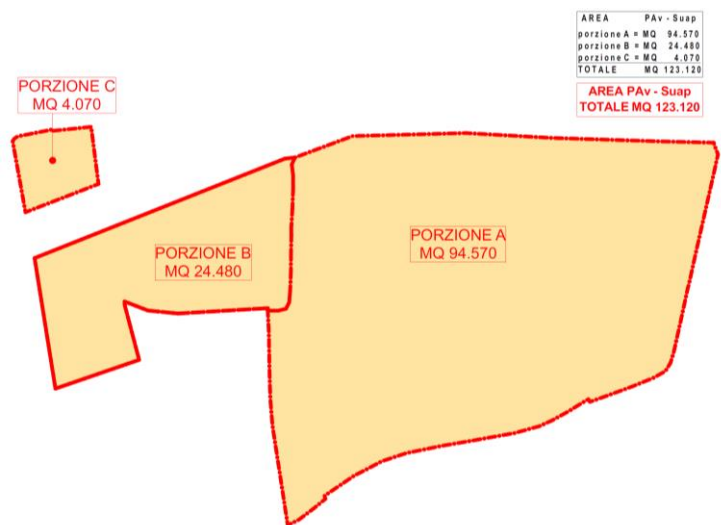 AREA PAv - Suap
porzione A = MQ 94.570
porzione B = MQ 24.480
porzione C = MQ 4.070
TOTALE MQ 123.120
AREA PAv - Suap
TOTALE MQ 123.120
PORZIONE C
MQ 4.070
PORZIONE B
MQ 24.480
PORZIONE A
MQ 94.570